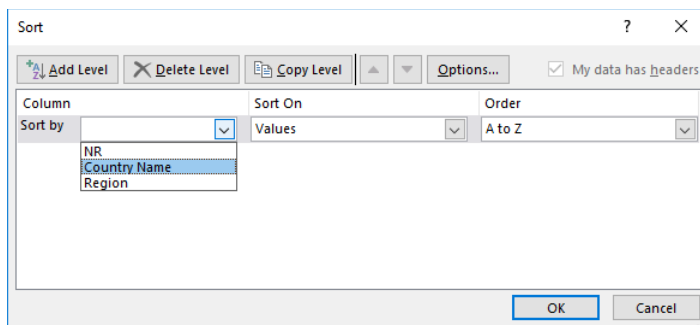 Sort ? X
Add Level Delete Level Copy Level Options... My data has headers
Column Sort On Order
Sort by Values A to Z
NR
Country Name
Region
OK Cancel